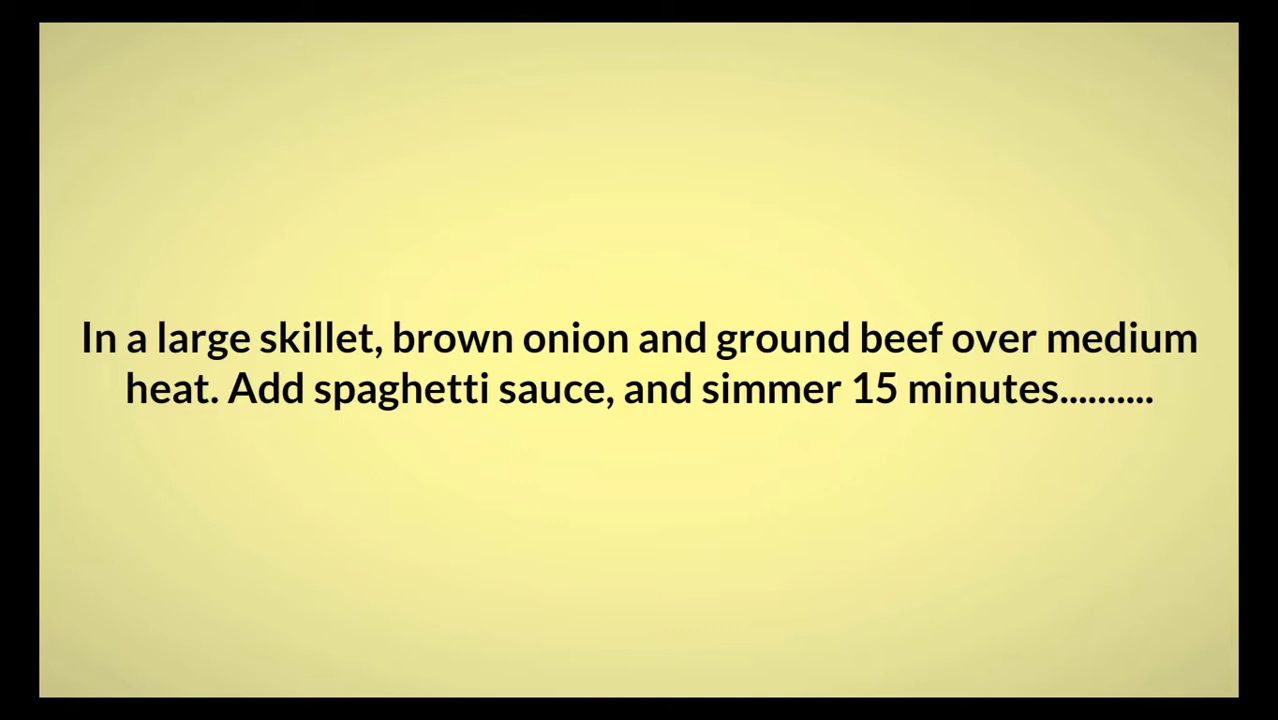 In a large skillet, brown onion and ground beef over medium
heat. Add spaghetti sauce, and simmer 15 minutes..........